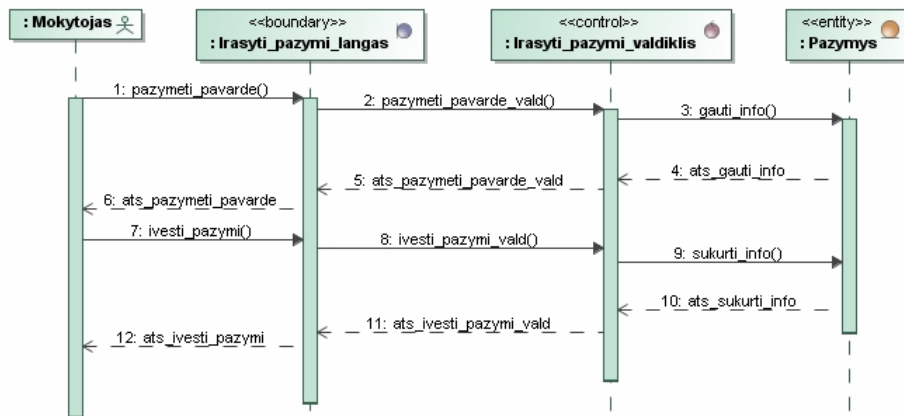 : Mokytojas
<<boundary>>
: Irasyti_pazymi_langas
<<control>>
: Irasyti_pazymi_valdiklis
<<entity>>
: Pazymys
1: pazymeti_pavarde()
2: pazymeti_pavarde_vald()
3: gauti_info()
4: ats_gauti_info
5: ats_pazymeti_pavarde_vald
6: ats_pazymeti_pavarde
7: ivesti_pazymi()
8: ivesti_pazymi_vald()
9: sukurti_info()
10: ats_sukurti_info
11: ats_ivesti_pazymi_vald
12: ats_ivesti_pazymi